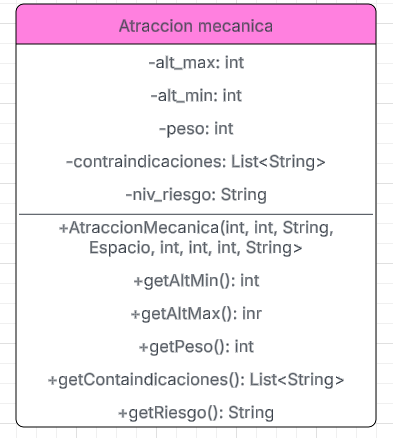 Atraccion mecanica
-alt_max: int
-alt_min: int
-peso: int
-contraindicaciones: List<String>
-niv_riesgo: String
+AtraccionMecanica(int, int, String,
Espacio, int, int, int, String>
+getAltMin(): int
+getAltMax(): inr
+getPeso(): int
+getContaindicaciones(): List<String>
+getRiesgo(): String